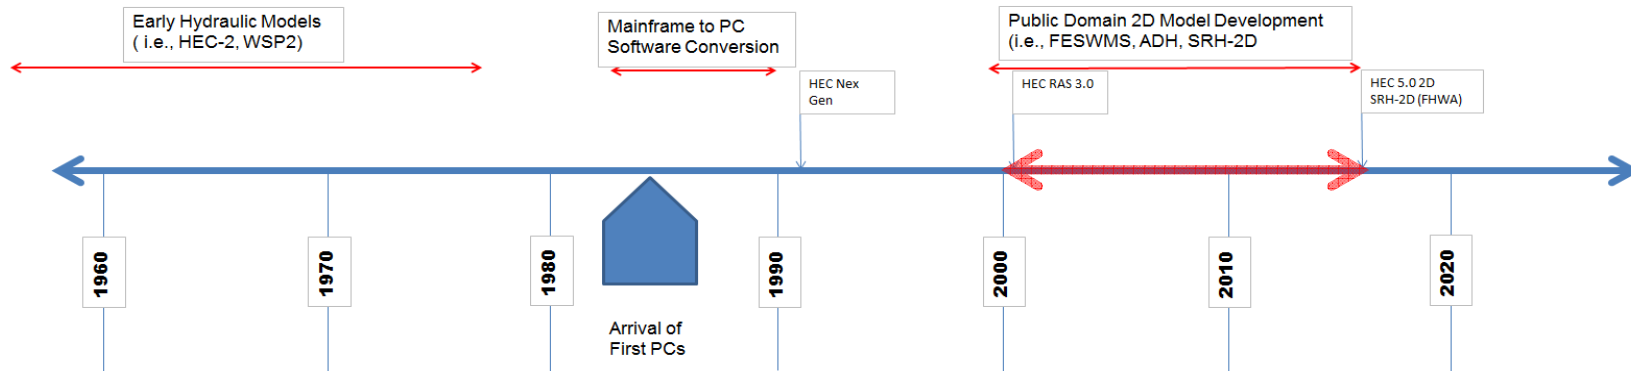 Early Hydraulic Models
( i.e., HEC-2, WSP2)
Mainframe to PC
Software Conversion
Public Domain 2D Model Development
(i.e., FESWMS, ADH, SRH-2D
HEC Nex
Gen
HEC RAS 3.0
HEC 5.0 2D
SRH-2D (FHWA)
1960
1970
1980
1990
2000
2010
2020
Arrival of
First PCs